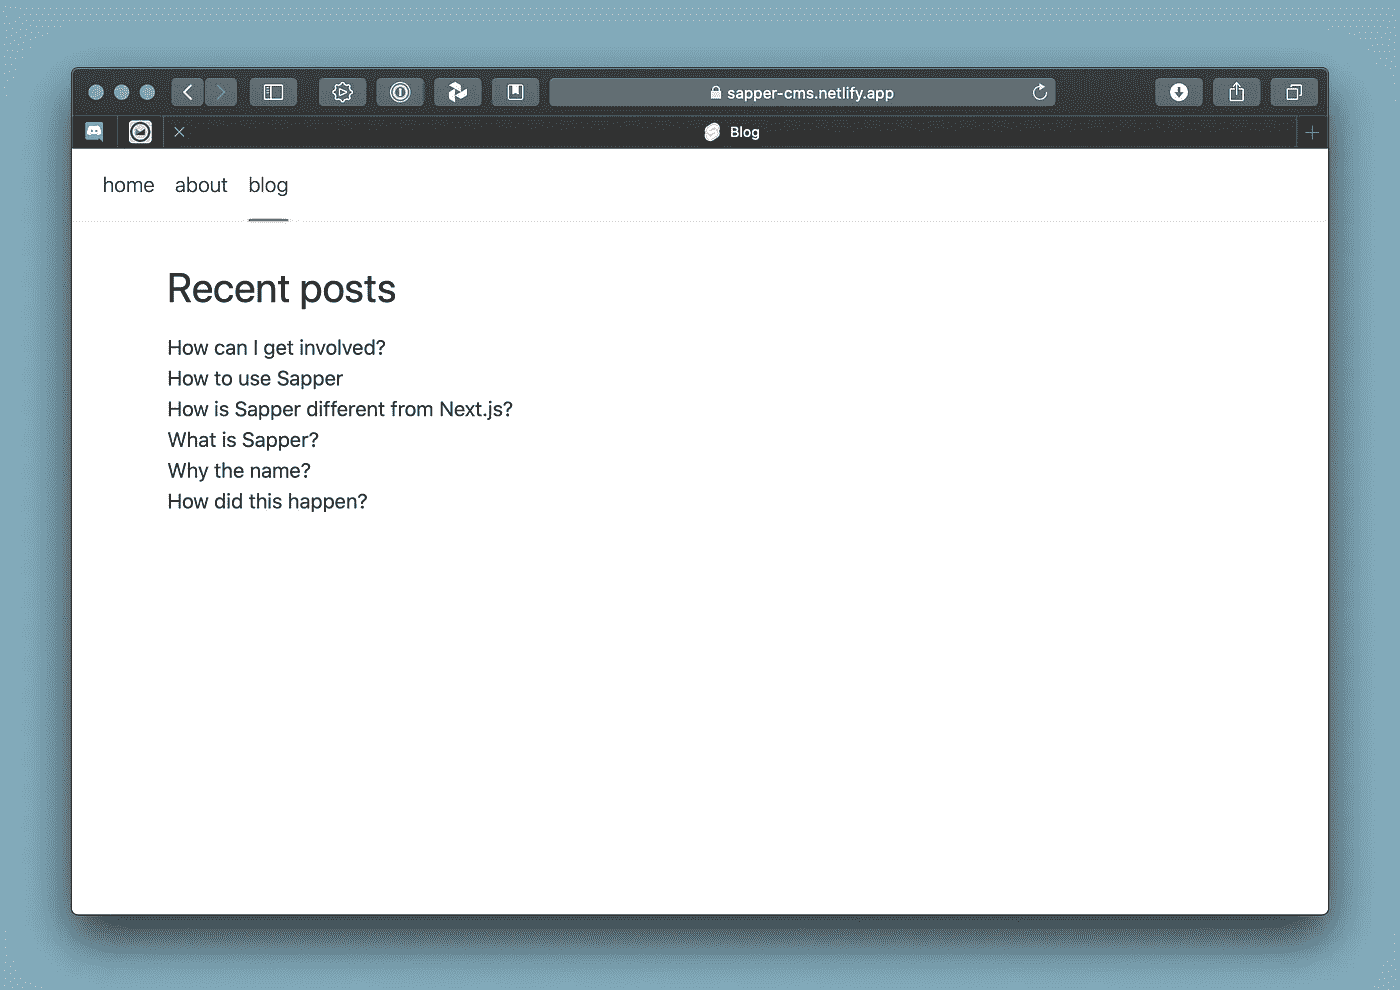 sapper-cms.netlify.app
Blog
home about blog
Recent posts
How can I get involved?
How to use Sapper
How is Sapper different from Next.js?
What is Sapper?
Why the name?
How did this happen?